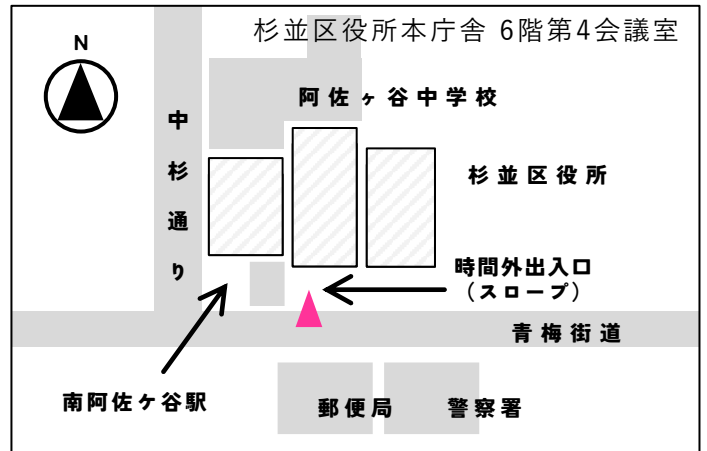 杉並区役所本庁舎 6階第4会議室
N
阿佐ヶ谷中学校
中杉通り
杉並区役所
時間外出入口
（スロープ）
青梅街道
南阿佐ケ谷駅
郵便局
警察署